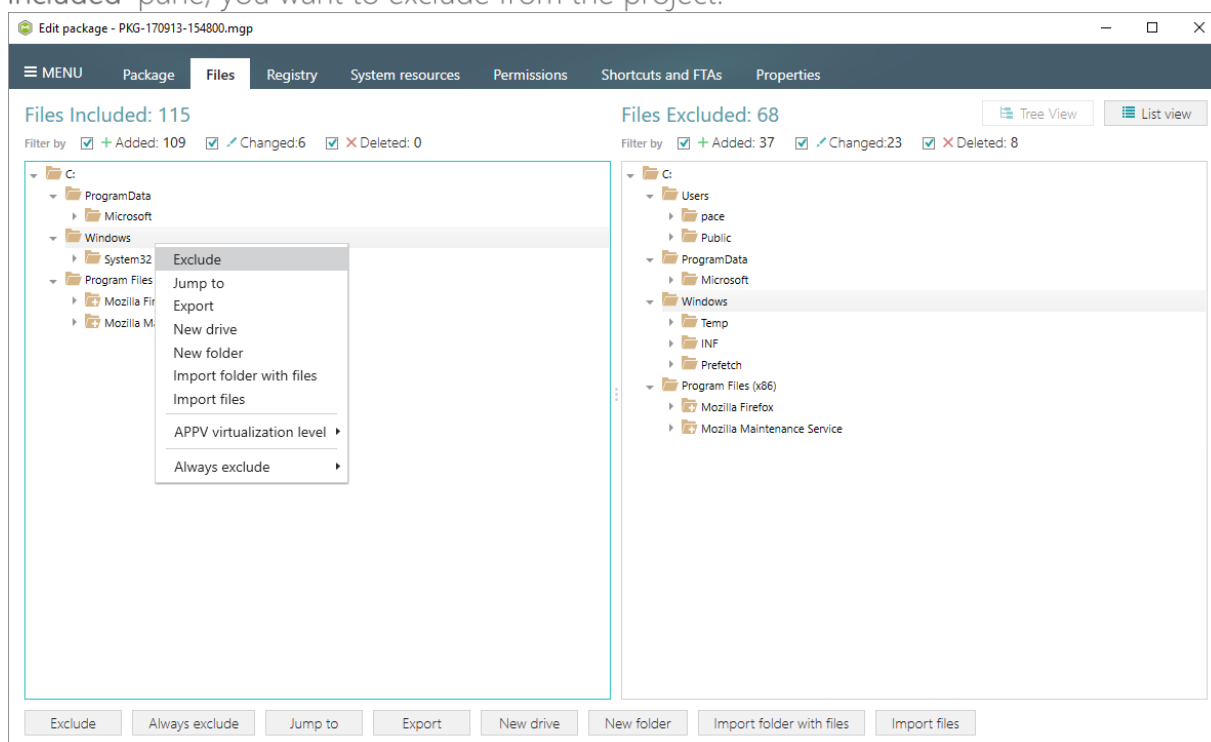 included' pane, you want to exclude from the project.
Edit package - PKG-170913-154800.mgp
MENU Package Files Registry System resources Permissions Shortcuts and FTAs Properties
Files Included: 115
Filter by + Added: 109 Changed:6 Deleted: 0
C:
ProgramData
Microsoft
Windows
System32
Program Files
Mozilla Fir
Mozilla Ma
Exclude
Jump to
Export
New drive
New folder
Import folder with files
Import files
APPV virtualization level
Always exclude
Files Excluded: 68
Tree View List view
Filter by + Added: 37 Changed:23 Deleted: 8
C:
Users
pace
Public
ProgramData
Microsoft
Windows
Temp
INF
Prefetch
Program Files (x86)
Mozilla Firefox
Mozilla Maintenance Service
Exclude Always exclude Jump to Export New drive New folder Import folder with files Import files